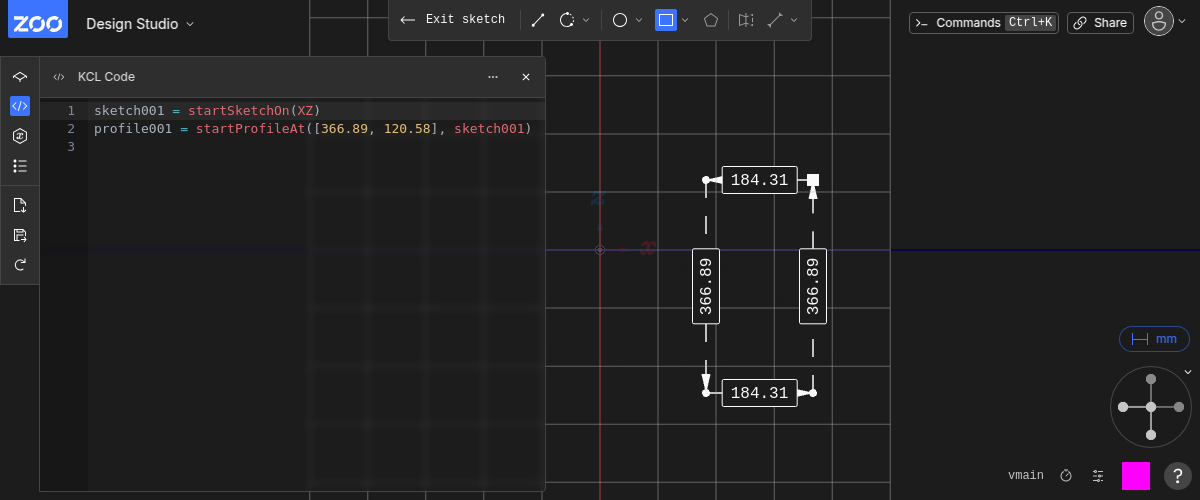 ZOO Design Studio
Exit sketch
Commands Ctrl+K
Share
KCL Code
1 sketch001 = startSketchOn(XZ)
2 profile001 = startProfileAt([366.89, 120.58], sketch001)
3
184.31
z
x
366.89
366.89
184.31
mm
vmain
?